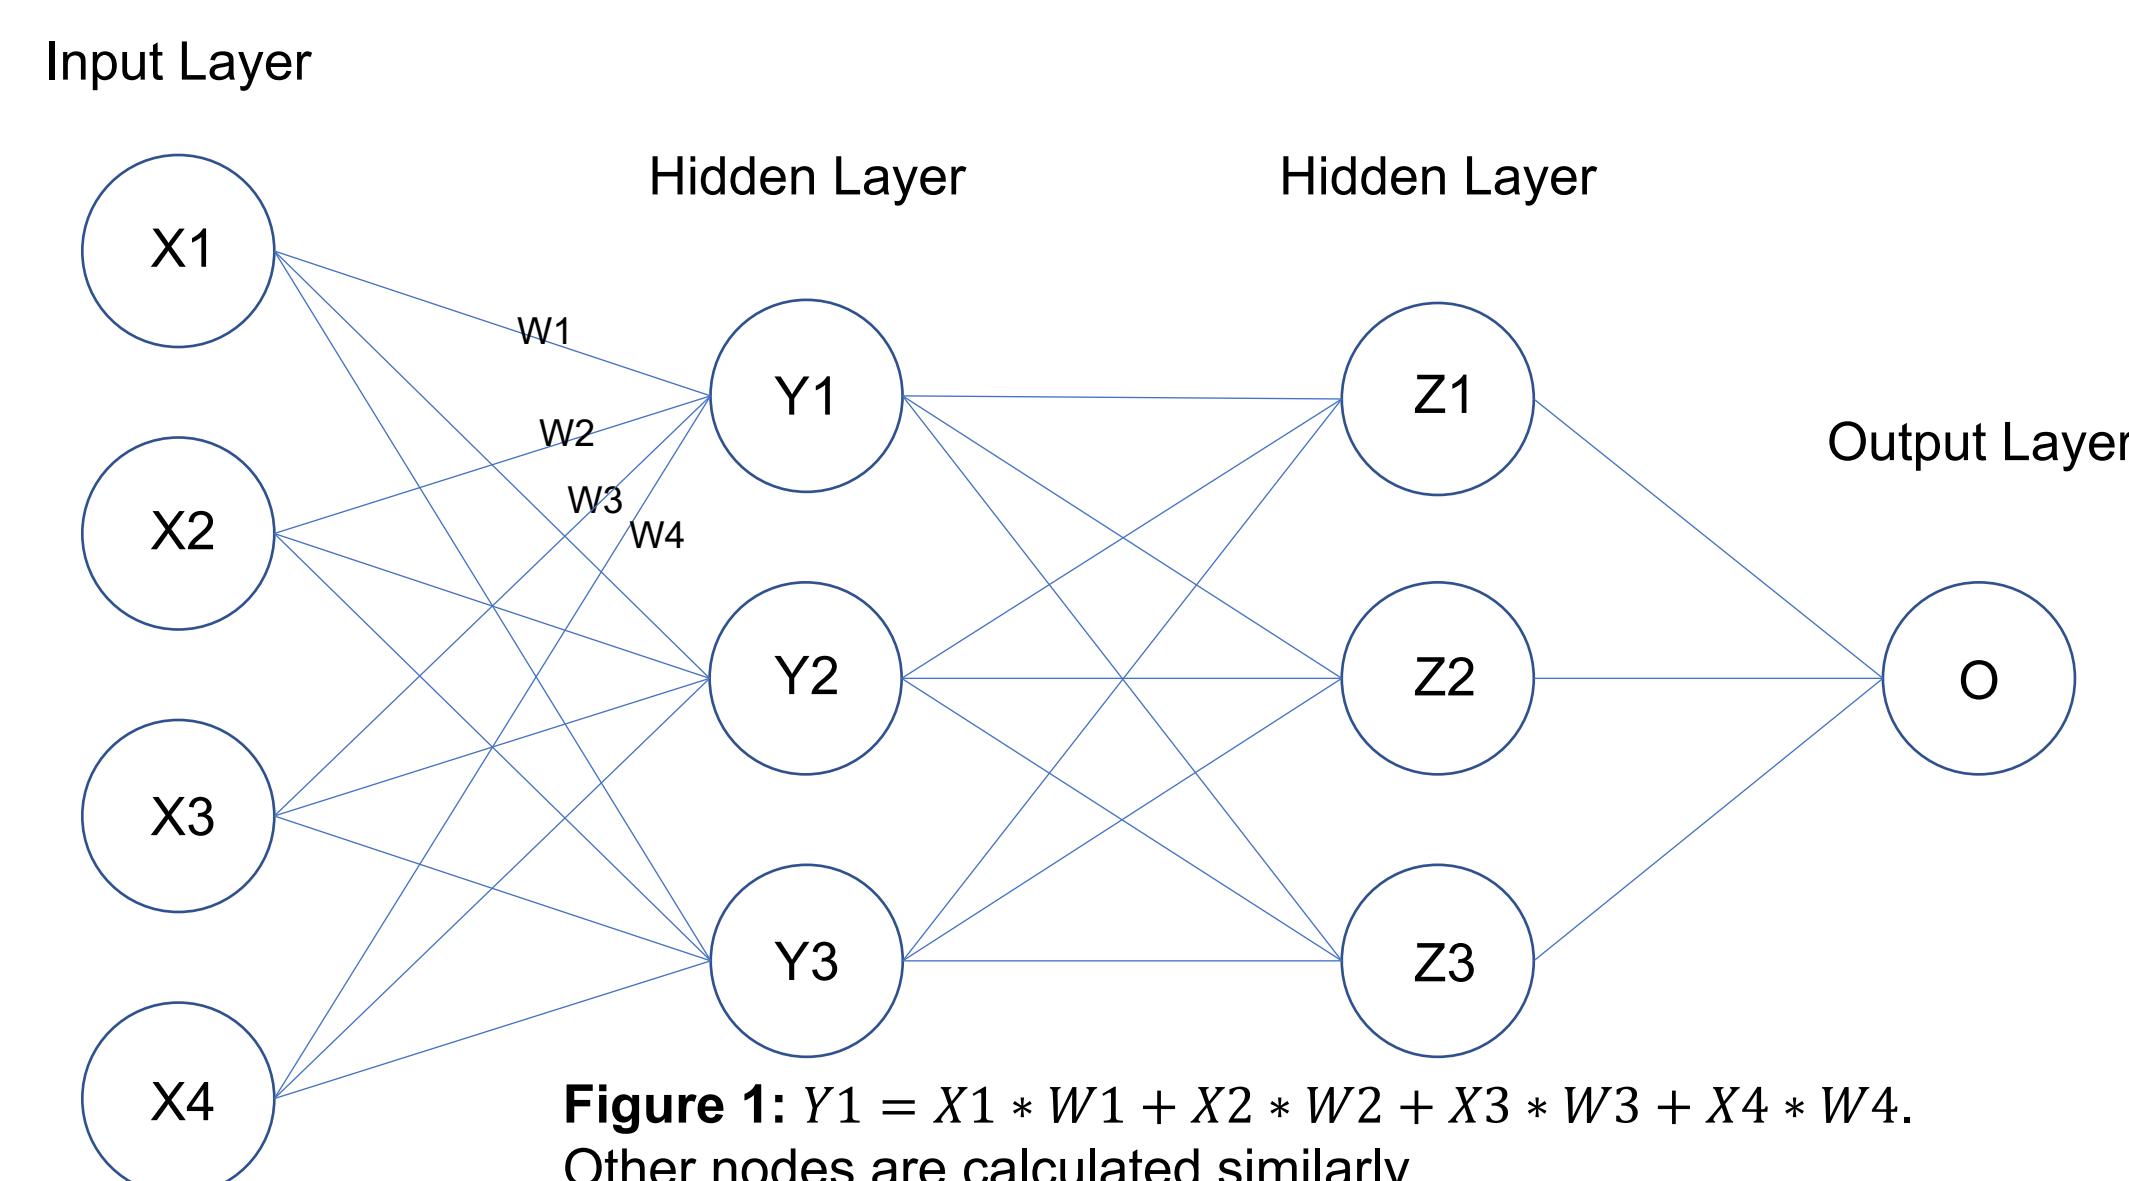 Input Layer
Hidden Layer
Hidden Layer
X1
W1
Y1
Z1
Output Layer
W2
W3
W4
X2
Y2
Z2
O
X3
Y3
Z3
X4
Figure 1: Y1 = X1 ∗ W1 + X2 ∗ W2 + X3 ∗ W3 + X4 ∗ W4.
Other nodes are calculated similarly